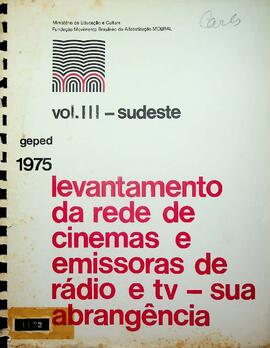 Ministério da Educação e Cultura
Fundação Movimento Brasileiro de Alfabetização MOBRAL
vol. III – sudeste
geped
1975
levantamento
da rede de
cinemas e
emissoras de
rádio e tv – sua
abrangência